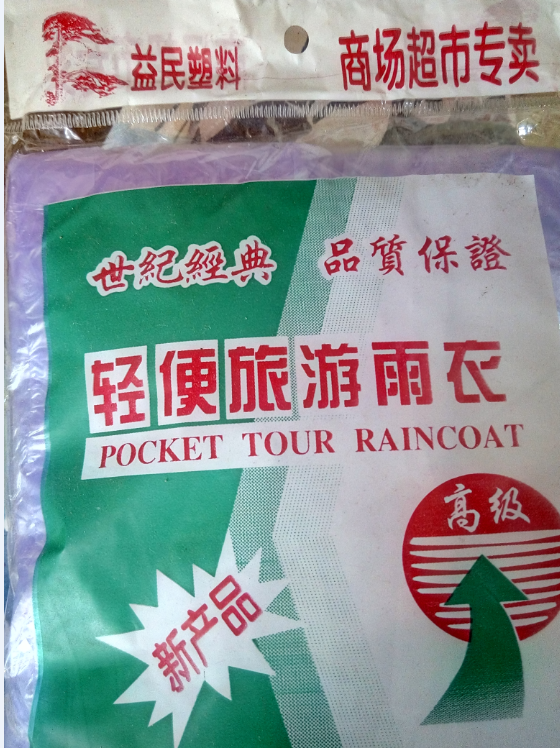 益民塑料 商场超市专卖
世纪經典 品質保證
轻便旅游雨衣
POCKET TOUR RAINCOAT
高级
新产品